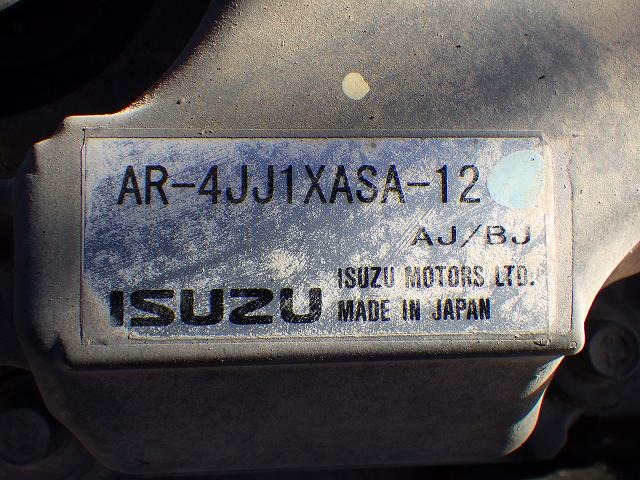 AR-4JJ1XASA-12
AJ/BJ
ISUZU ISUZU MOTORS LTD.
MADE IN JAPAN